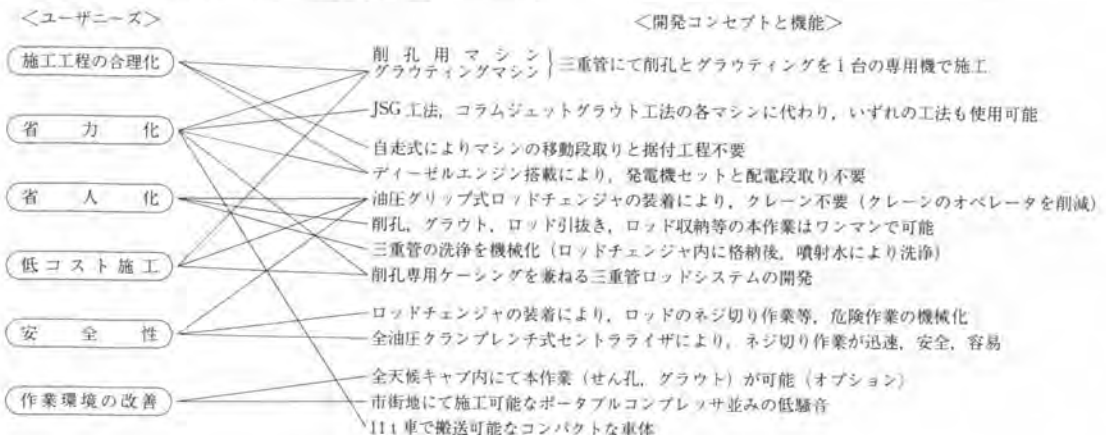 ＜ユーザニーズ＞
＜開発コンセプトと機能＞
施工工程の合理化
省力化
省人化
低コスト施工
安全性
作業環境の改善
削孔用マシン
グラウティングマシン
三重管にて削孔とグラウティングを1台の専用機で施工
JSG工法，コラムジェットグラウト工法の各マシンに代わり，いずれの工法も使用可能
自走式によりマシンの移動段取りと据付工程不要
ディーゼルエンジン搭載により，発電機セットと配電段取り不要
油圧グリップ式ロッドチェンジャの装着により，クレーン不要（クレーンのオペレータを削減）
削孔，グラウト，ロッド引抜き，ロッド収納等の本作業はワンマンで可能
三重管の洗浄を機械化（ロッドチェンジャ内に格納後，噴射水により洗浄）
削孔専用ケーシングを兼ねる三重管ロッドシステムの開発
ロッドチェンジャの装着により，ロッドのネジ切り作業等，危険作業の機械化
全油圧クランプレンチ式セントラライザにより，ネジ切り作業が迅速，安全，容易
全天候キャブ内にて本作業（せん孔，グラウト）が可能（オプション）
市街地にて施工可能なポータブルコンプレッサ並みの低騒音
11t車で搬送可能なコンパクトな車体